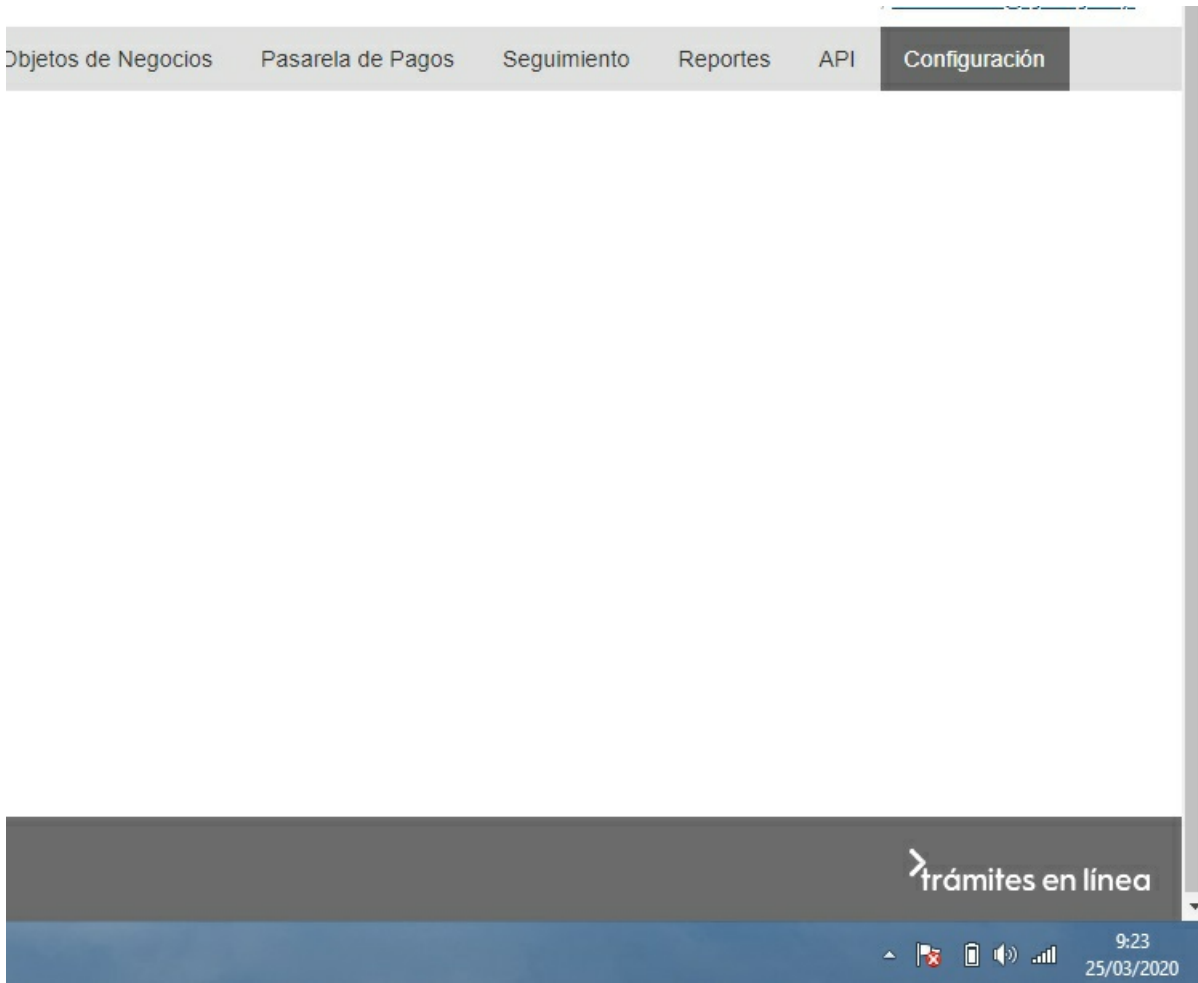 Objetos de Negocios Pasarela de Pagos Seguimiento Reportes API Configuración
trámites en línea
9:23
25/03/2020